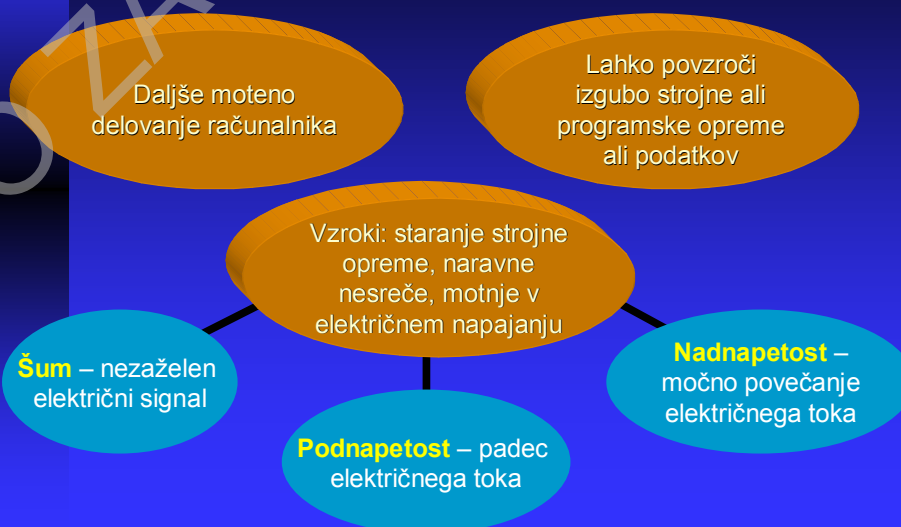 Daljše moteno
delovanje računalnika
Lahko povzroči
izgubo strojne ali
programske opreme
ali podatkov
Vzroki: staranje strojne
opreme, naravne
nesreče, motnje v
električnem napajanju
Šum – nezaželen
električni signal
Podnapetost – padec
električnega toka
Nadnapetost –
močno povečanje
električnega toka